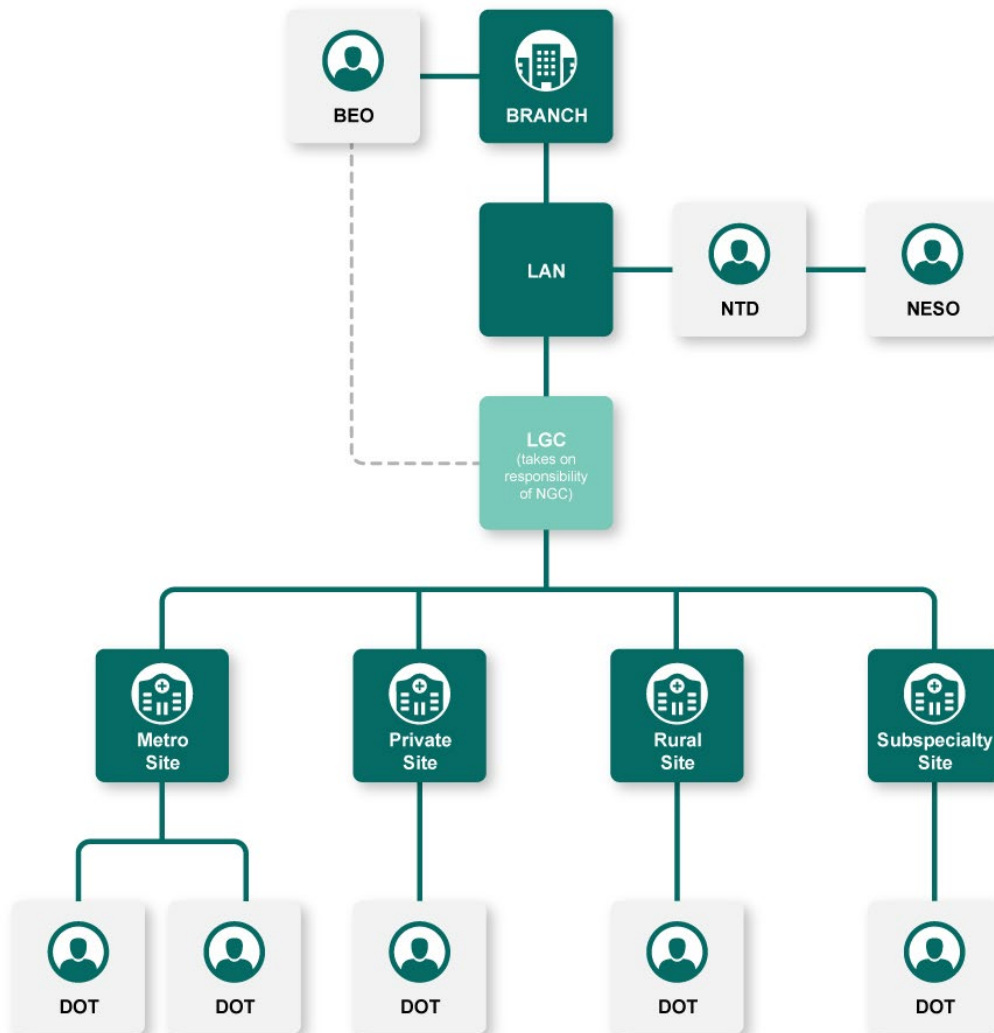 BEO
BRANCH
LAN
NTD
NESO
LGC
(takes on
responsibility
of NGC)
Metro
Site
Private
Site
Rural
Site
Subspecialty
Site
DOT
DOT
DOT
DOT
DOT